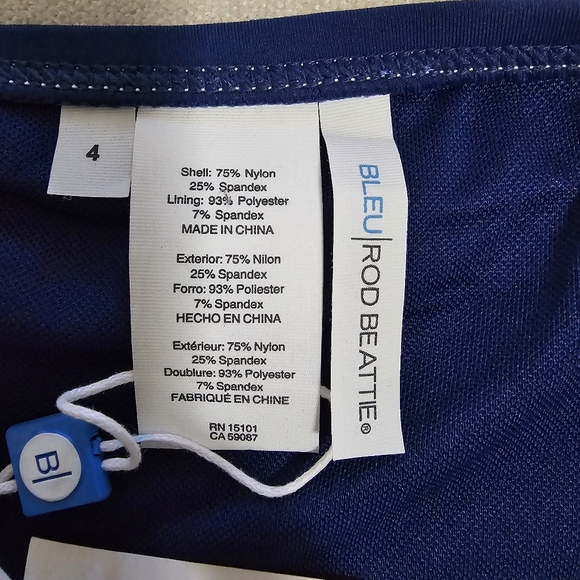 4
Shell: 75% Nylon
25% Spandex
Lining: 93% Polyester
7% Spandex
MADE IN CHINA
Exterior: 75% Nilon
25% Spandex
Forro: 93% Poliester
7% Spandex
HECHO EN CHINA
Extérieur: 75% Nylon
25% Spandex
Doublure: 93% Polyester
7% Spandex
FABRIQUÉ EN CHINE
RN 15101
CA 59087
BLEU|ROD BEATTIE®
B|